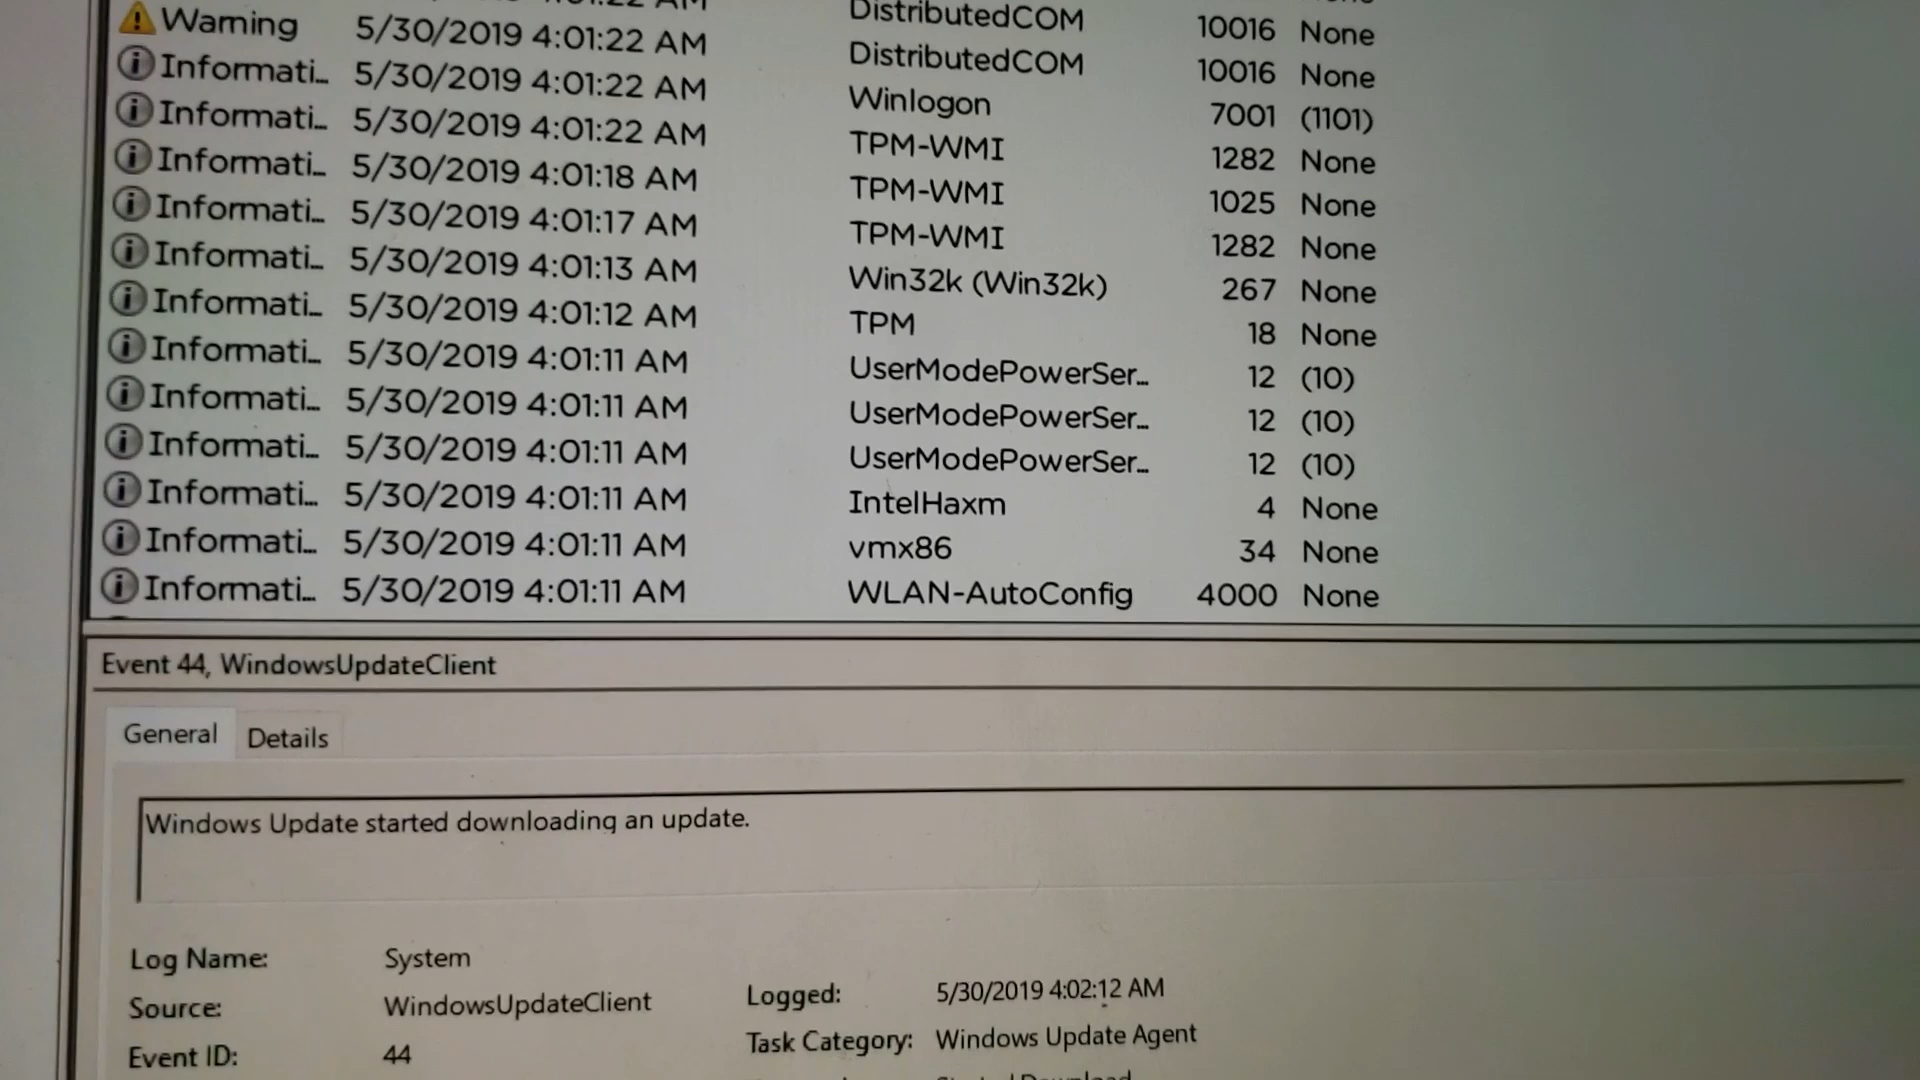 DistributedCOM 10016 None
Warning 5/30/2019 4:01:22 AM DistributedCOM 10016 None
Informati... 5/30/2019 4:01:22 AM Winlogon 7001 (1101)
Informati... 5/30/2019 4:01:22 AM TPM-WMI 1282 None
Informati... 5/30/2019 4:01:18 AM TPM-WMI 1025 None
Informati... 5/30/2019 4:01:17 AM TPM-WMI 1282 None
Informati... 5/30/2019 4:01:13 AM Win32k (Win32k) 267 None
Informati... 5/30/2019 4:01:12 AM TPM 18 None
Informati... 5/30/2019 4:01:11 AM UserModePowerSer... 12 (10)
Informati... 5/30/2019 4:01:11 AM UserModePowerSer... 12 (10)
Informati... 5/30/2019 4:01:11 AM UserModePowerSer... 12 (10)
Informati... 5/30/2019 4:01:11 AM IntelHaxm 4 None
Informati... 5/30/2019 4:01:11 AM vmx86 34 None
Informati... 5/30/2019 4:01:11 AM WLAN-AutoConfig 4000 None
Event 44, WindowsUpdateClient
General Details
Windows Update started downloading an update.
Log Name: System
Source: WindowsUpdateClient Logged: 5/30/2019 4:02:12 AM
Event ID: 44 Task Category: Windows Update Agent